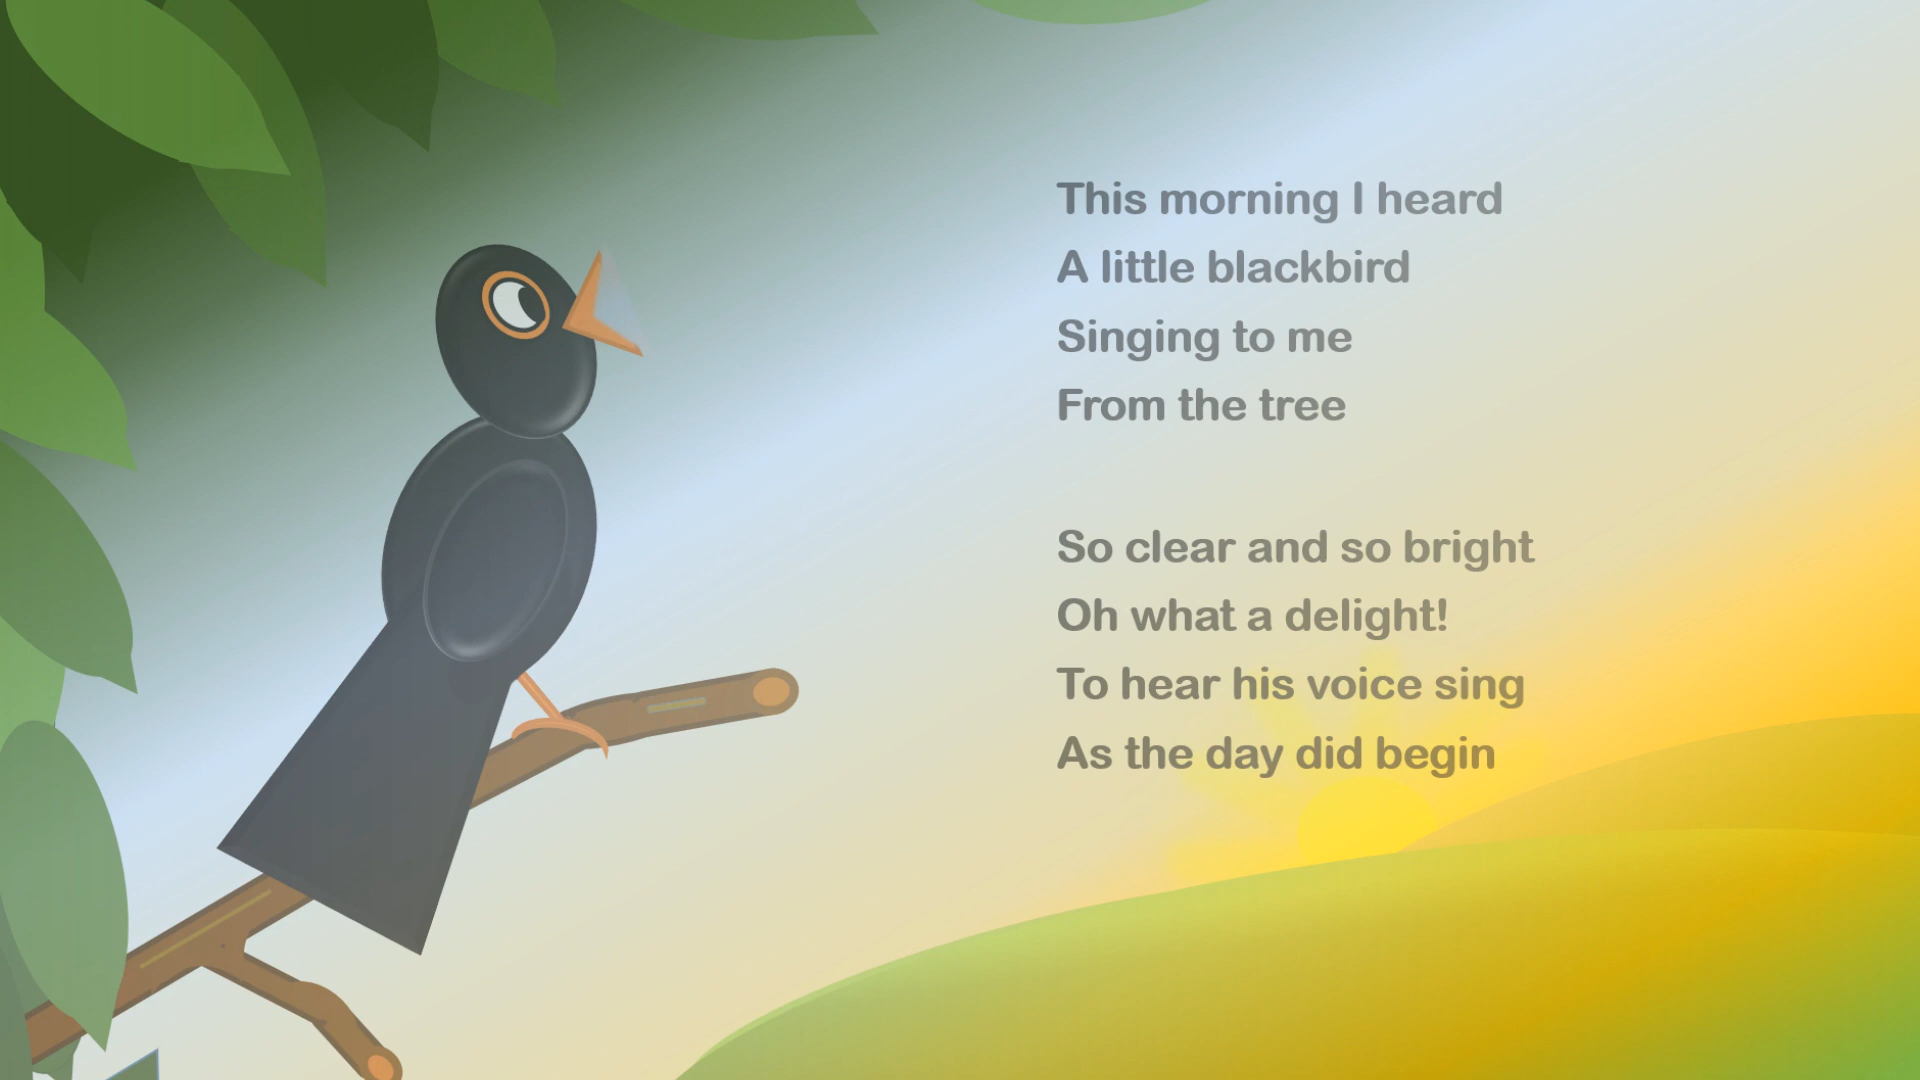 This morning I heard
A little blackbird
Singing to me
From the tree
So clear and so bright
Oh what a delight!
To hear his voice sing
As the day did begin